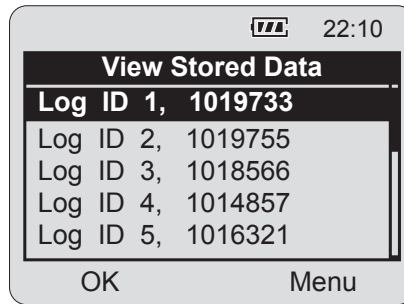 22:10
View Stored Data
Log ID 1, 1019733
Log ID 2, 1019755
Log ID 3, 1018566
Log ID 4, 1014857
Log ID 5, 1016321
OK Menu